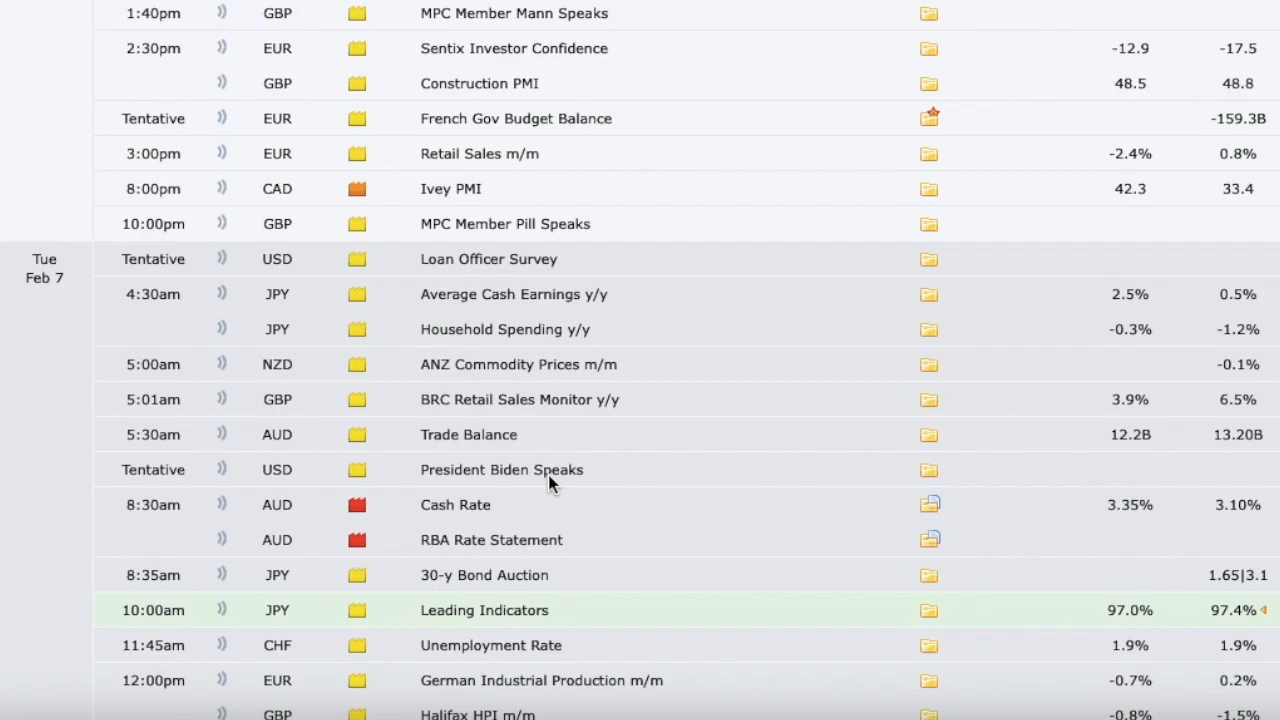 1:40pm GBP MPC Member Mann Speaks
2:30pm EUR Sentix Investor Confidence -12.9 -17.5
GBP Construction PMI 48.5 48.8
Tentative EUR French Gov Budget Balance -159.3B
3:00pm EUR Retail Sales m/m -2.4% 0.8%
8:00pm CAD Ivey PMI 42.3 33.4
10:00pm GBP MPC Member Pill Speaks
Tue Tentative USD Loan Officer Survey
Feb 7
4:30am JPY Average Cash Earnings y/y 2.5% 0.5%
JPY Household Spending y/y -0.3% -1.2%
5:00am NZD ANZ Commodity Prices m/m -0.1%
5:01am GBP BRC Retail Sales Monitor y/y 3.9% 6.5%
5:30am AUD Trade Balance 12.2B 13.20B
Tentative USD President Biden Speaks
8:30am AUD Cash Rate 3.35% 3.10%
AUD RBA Rate Statement
8:35am JPY 30-y Bond Auction 1.65|3.1
10:00am JPY Leading Indicators 97.0% 97.4%
11:45am CHF Unemployment Rate 1.9% 1.9%
12:00pm EUR German Industrial Production m/m -0.7% 0.2%
GBP Halifax HPI m/m -0.8% -1.5%